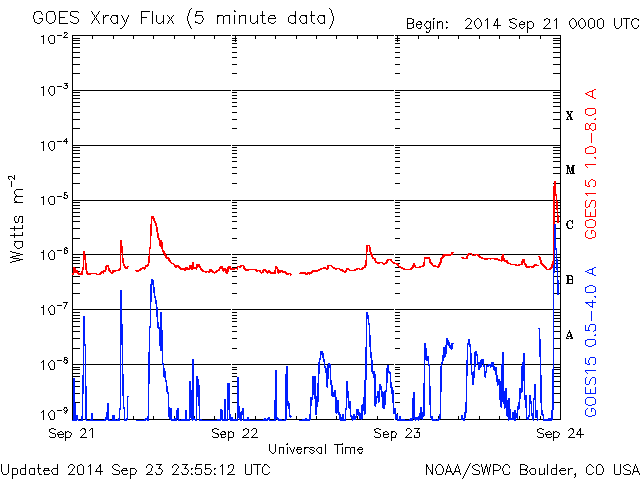 GOES Xray Flux (5 minute data)
Begin: 2014 Sep 21 0000 UTC
10⁻²
10⁻³
10⁻⁴
10⁻⁵
10⁻⁶
10⁻⁷
10⁻⁸
10⁻⁹
Watts m⁻²
X
M
C
B
A
GOES15 1.0-8.0 A
GOES15 0.5-4.0 A
Sep 21
Sep 22
Sep 23
Sep 24
Universal Time
Updated 2014 Sep 23 23:55:12 UTC
NOAA/SWPC Boulder, CO USA